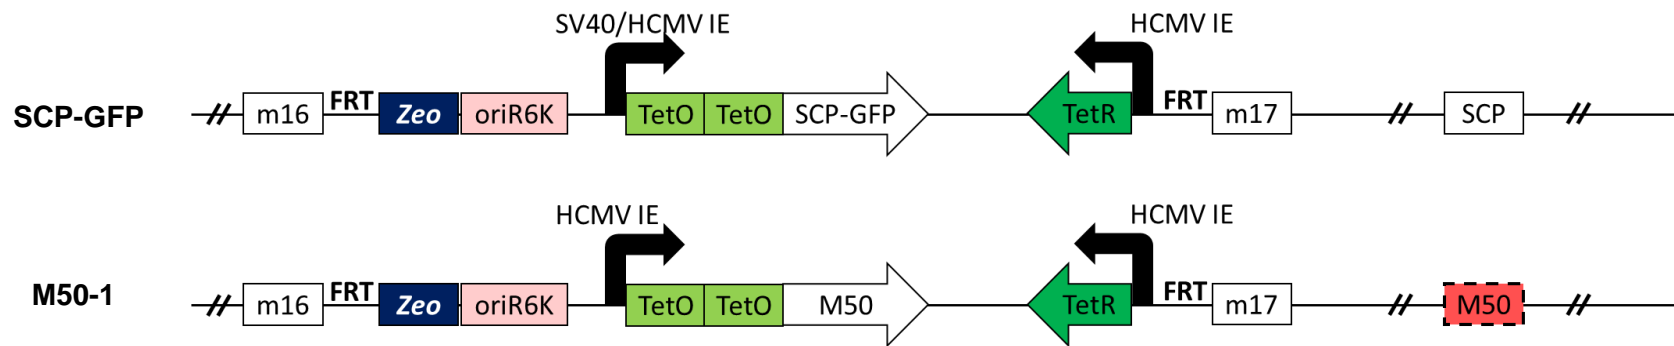 SV40/HCMV IE HCMV IE
SCP-GFP m16 FRT Zeo oriR6K TetO TetO SCP-GFP TetR FRT m17 SCP
HCMV IE HCMV IE
M50-1 m16 FRT Zeo oriR6K TetO TetO M50 TetR FRT m17 M50